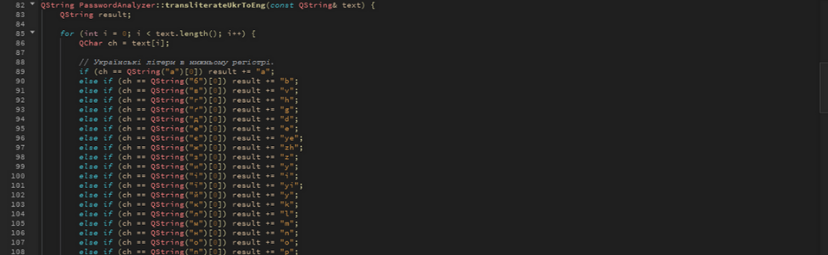 82 QString PasswordAnalyzer::transliterateUkrToEng(const QString& text) {
83 QString result;
84
85 for (int i = 0; i < text.length(); i++) {
86 QChar ch = text[i];
87
88 // Українські літери в нижньому регістрі.
89 if (ch == QString("а")[0]) result += "a";
90 else if (ch == QString("б")[0]) result += "b";
91 else if (ch == QString("в")[0]) result += "v";
92 else if (ch == QString("г")[0]) result += "h";
93 else if (ch == QString("ґ")[0]) result += "g";
94 else if (ch == QString("д")[0]) result += "d";
95 else if (ch == QString("е")[0]) result += "e";
96 else if (ch == QString("є")[0]) result += "ye";
97 else if (ch == QString("ж")[0]) result += "zh";
98 else if (ch == QString("з")[0]) result += "z";
99 else if (ch == QString("и")[0]) result += "y";
100 else if (ch == QString("і")[0]) result += "i";
101 else if (ch == QString("ї")[0]) result += "yi";
102 else if (ch == QString("й")[0]) result += "y";
103 else if (ch == QString("к")[0]) result += "k";
104 else if (ch == QString("л")[0]) result += "l";
105 else if (ch == QString("м")[0]) result += "m";
106 else if (ch == QString("н")[0]) result += "n";
107 else if (ch == QString("о")[0]) result += "o";
108 else if (ch == QString("п")[0]) result += "p";